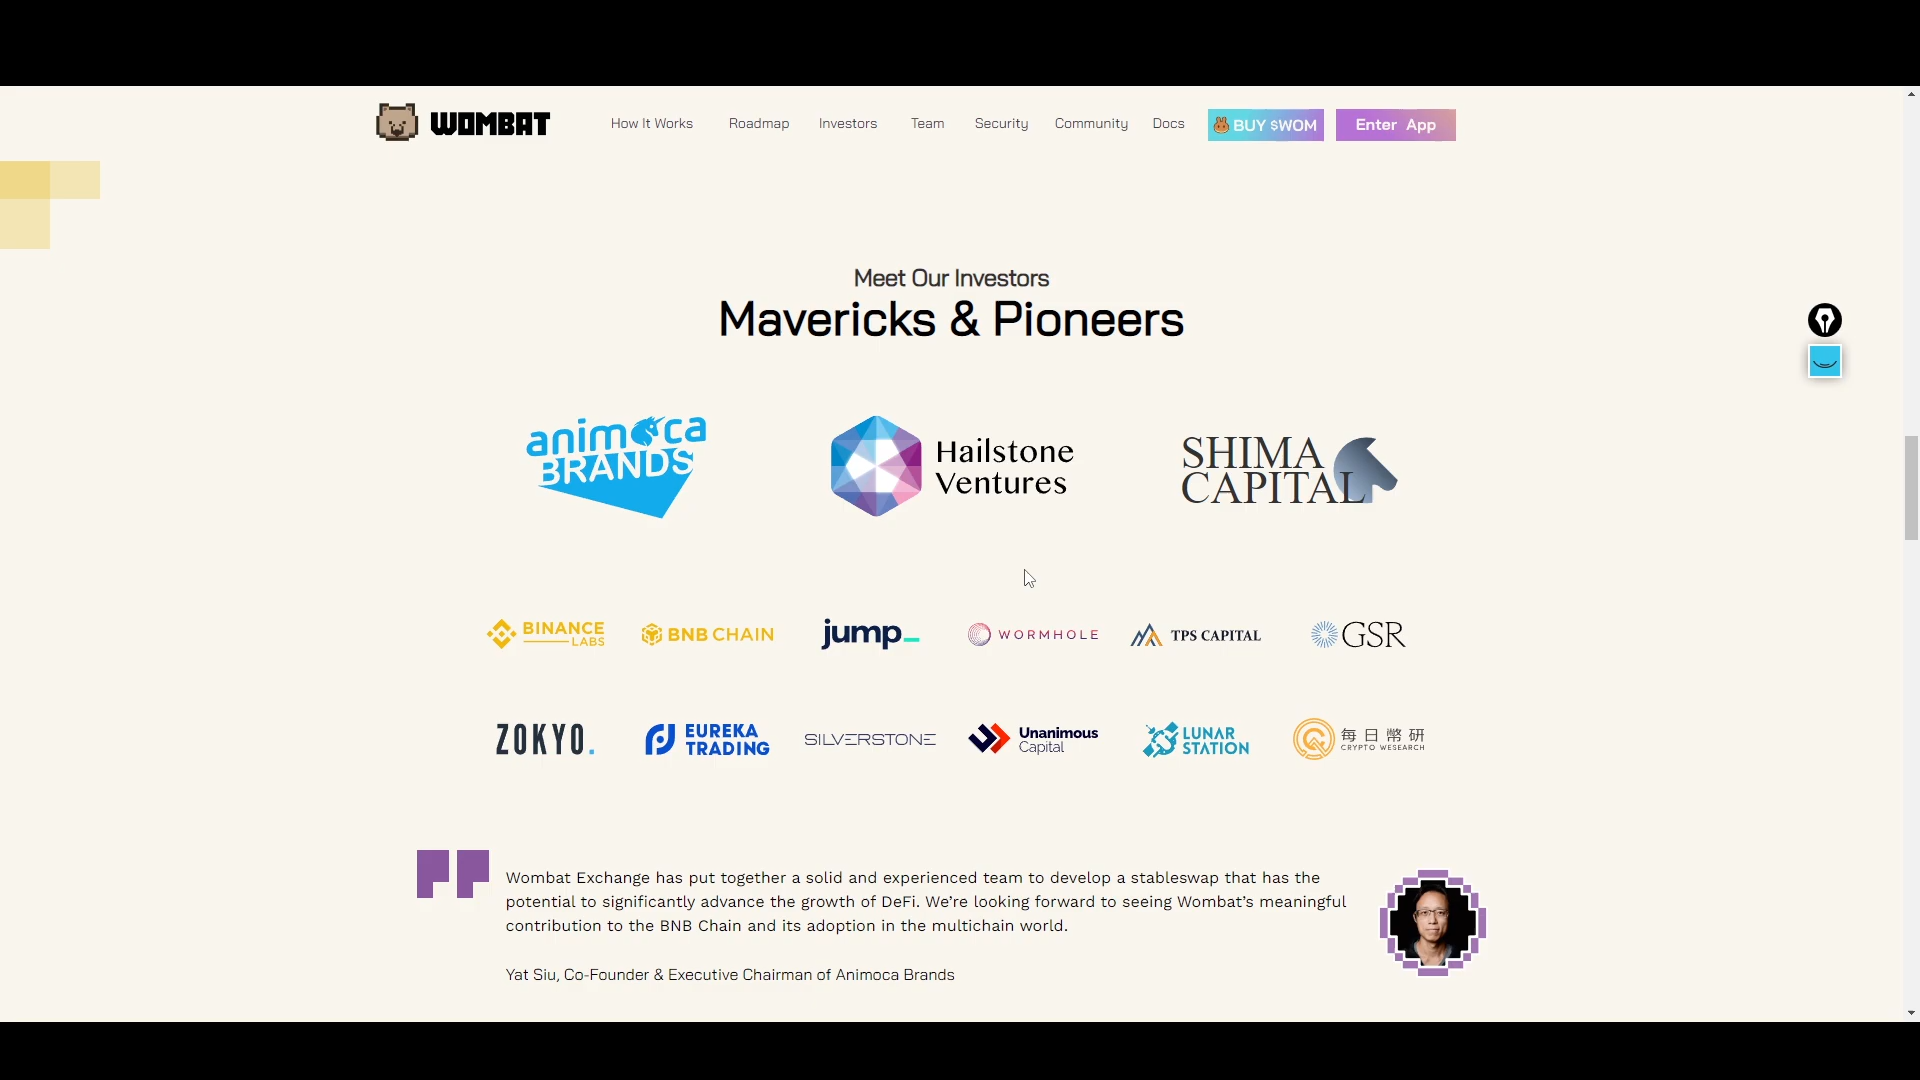 WOMBAT
How It Works
Roadmap
Investors
Team
Security
Community
Docs
BUY $WOM
Enter App
Meet Our Investors
Mavericks & Pioneers
animoca
BRANDS
Hailstone
Ventures
SHIMA
CAPITAL
BINANCE
LABS
BNB CHAIN
jump_
WORMHOLE
TPS CAPITAL
GSR
ZOKYO.
EUREKA
TRADING
SILVERSTONE
Unanimous
Capital
LUNAR
STATION
每日幣研
CRYPTO WESEARCH
Wombat Exchange has put together a solid and experienced team to develop a stableswap that has the
potential to significantly advance the growth of DeFi. We’re looking forward to seeing Wombat’s meaningful
contribution to the BNB Chain and its adoption in the multichain world.
Yat Siu, Co-Founder & Executive Chairman of Animoca Brands